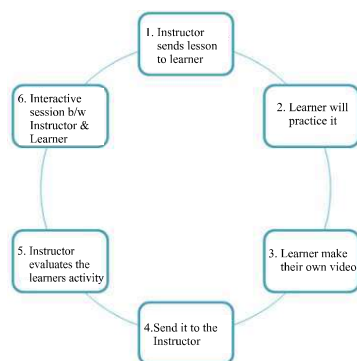 1. Instructor
sends lesson
to learner
2. Learner will
practice it
3. Learner make
their own video
4.Send it to the
Instructor
5. Instructor
evaluates the
learners activity
6. Interactive
session b/w
Instructor &
Learner